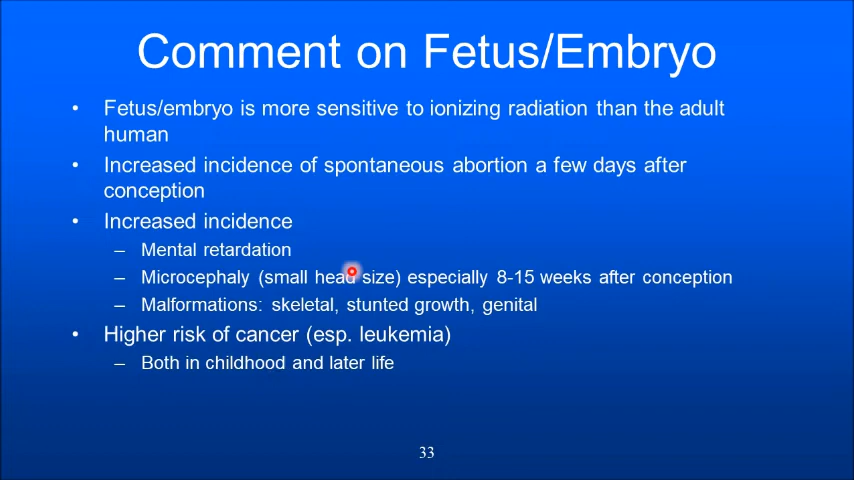 Comment on Fetus/Embryo
• Fetus/embryo is more sensitive to ionizing radiation than the adult
human
• Increased incidence of spontaneous abortion a few days after
conception
• Increased incidence
– Mental retardation
– Microcephaly (small head size) especially 8-15 weeks after conception
– Malformations: skeletal, stunted growth, genital
• Higher risk of cancer (esp. leukemia)
– Both in childhood and later life
33